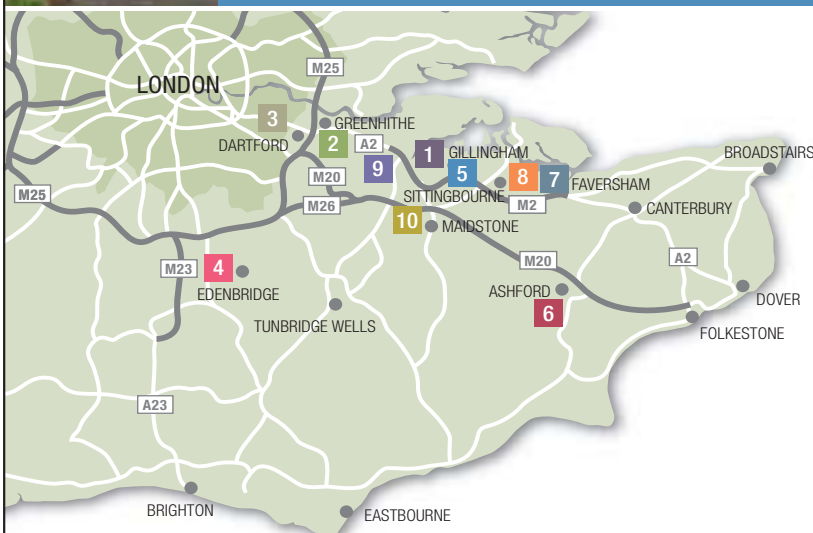 M25
LONDON
3
GREENHITHE
DARTFORD
2
A2
1
GILLINGHAM
BROADSTAIRS
9
5
8
7
FAVERSHAM
M20
SITTINGBOURNE
M25
M26
M2
CANTERBURY
10
MAIDSTONE
M23
4
M20
A2
EDENBRIDGE
ASHFORD
DOVER
6
TUNBRIDGE WELLS
FOLKESTONE
A23
BRIGHTON
EASTBOURNE